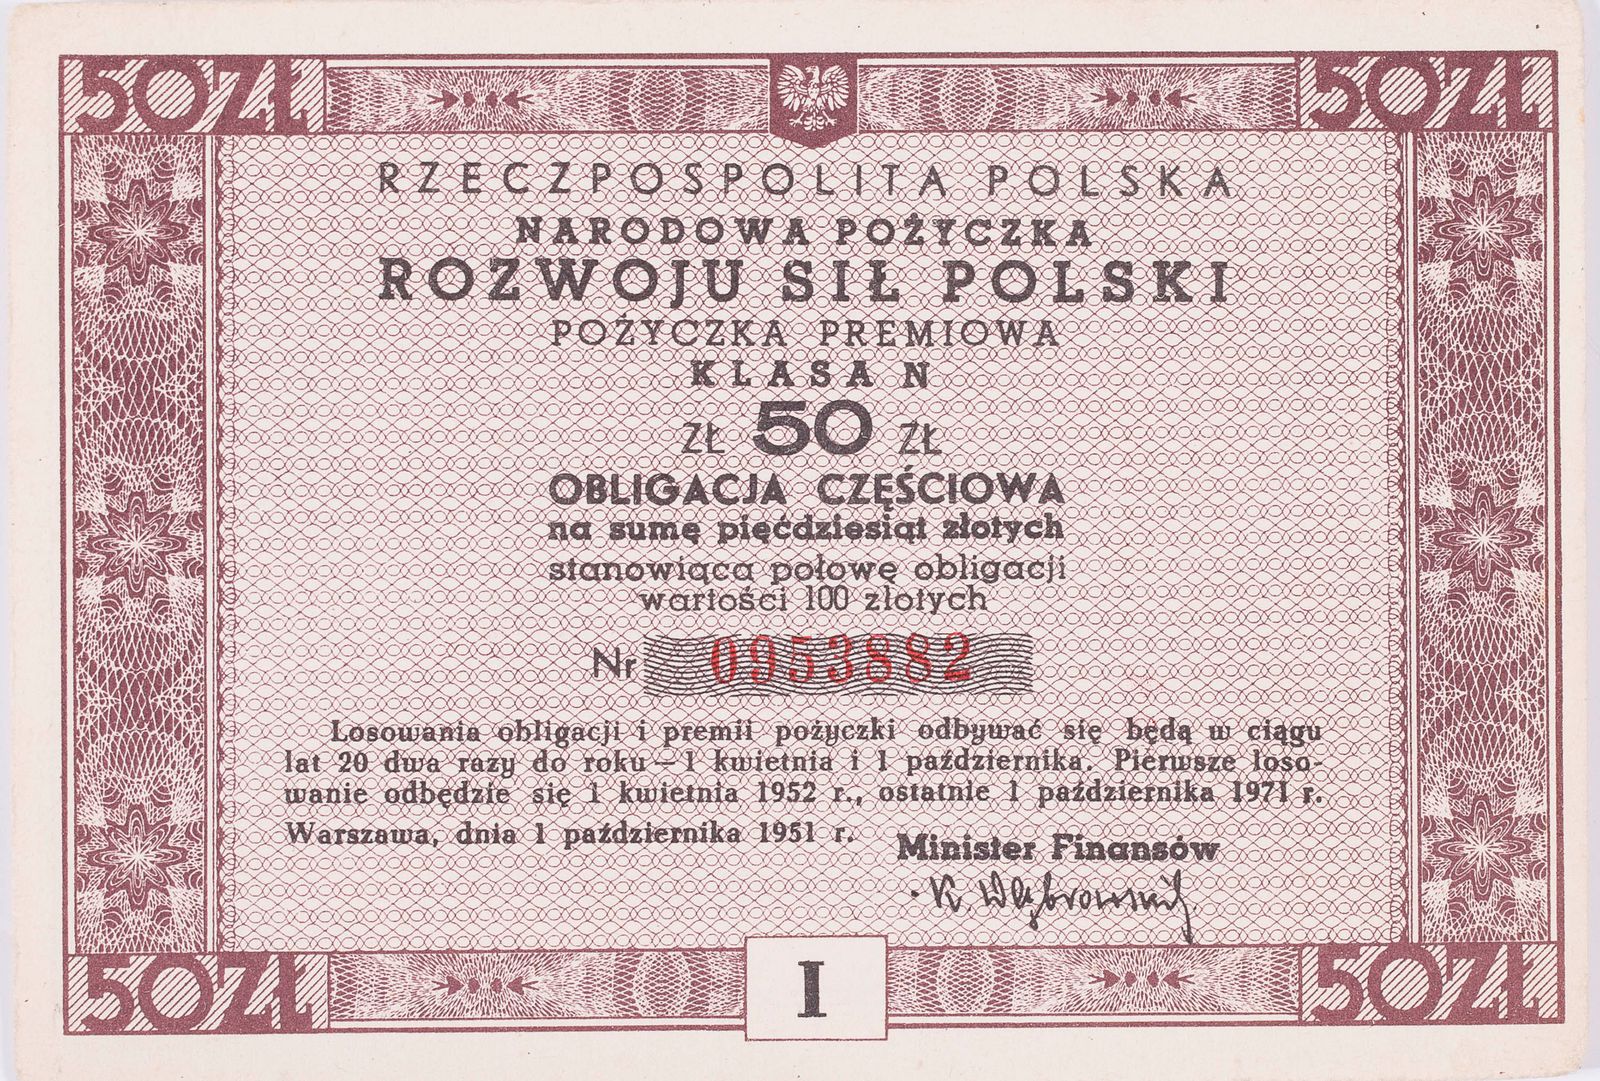 50 ZŁ 50 ZŁ
RZECZPOSPOLITA POLSKA
NARODOWA POŻYCZKA
ROZWOJU SIŁ POLSKI
POŻYCZKA PREMIOWA
KLASA N
ZŁ 50 ZŁ
OBLIGACJA CZĘŚCIOWA
na sumę pięćdziesiąt złotych
stanowiąca połowę obligacji
wartości 100 złotych
Nr 0953882
Losowania obligacji i premii pożyczki odbywać się będą w ciągu
lat 20 dwa razy do roku — 1 kwietnia i 1 października. Pierwsze loso-
wanie odbędzie się 1 kwietnia 1952 r., ostatnie 1 października 1971 r.
Warszawa, dnia 1 października 1951 r.
Minister Finansów
K. Dąbrowski
50 ZŁ I 50 ZŁ